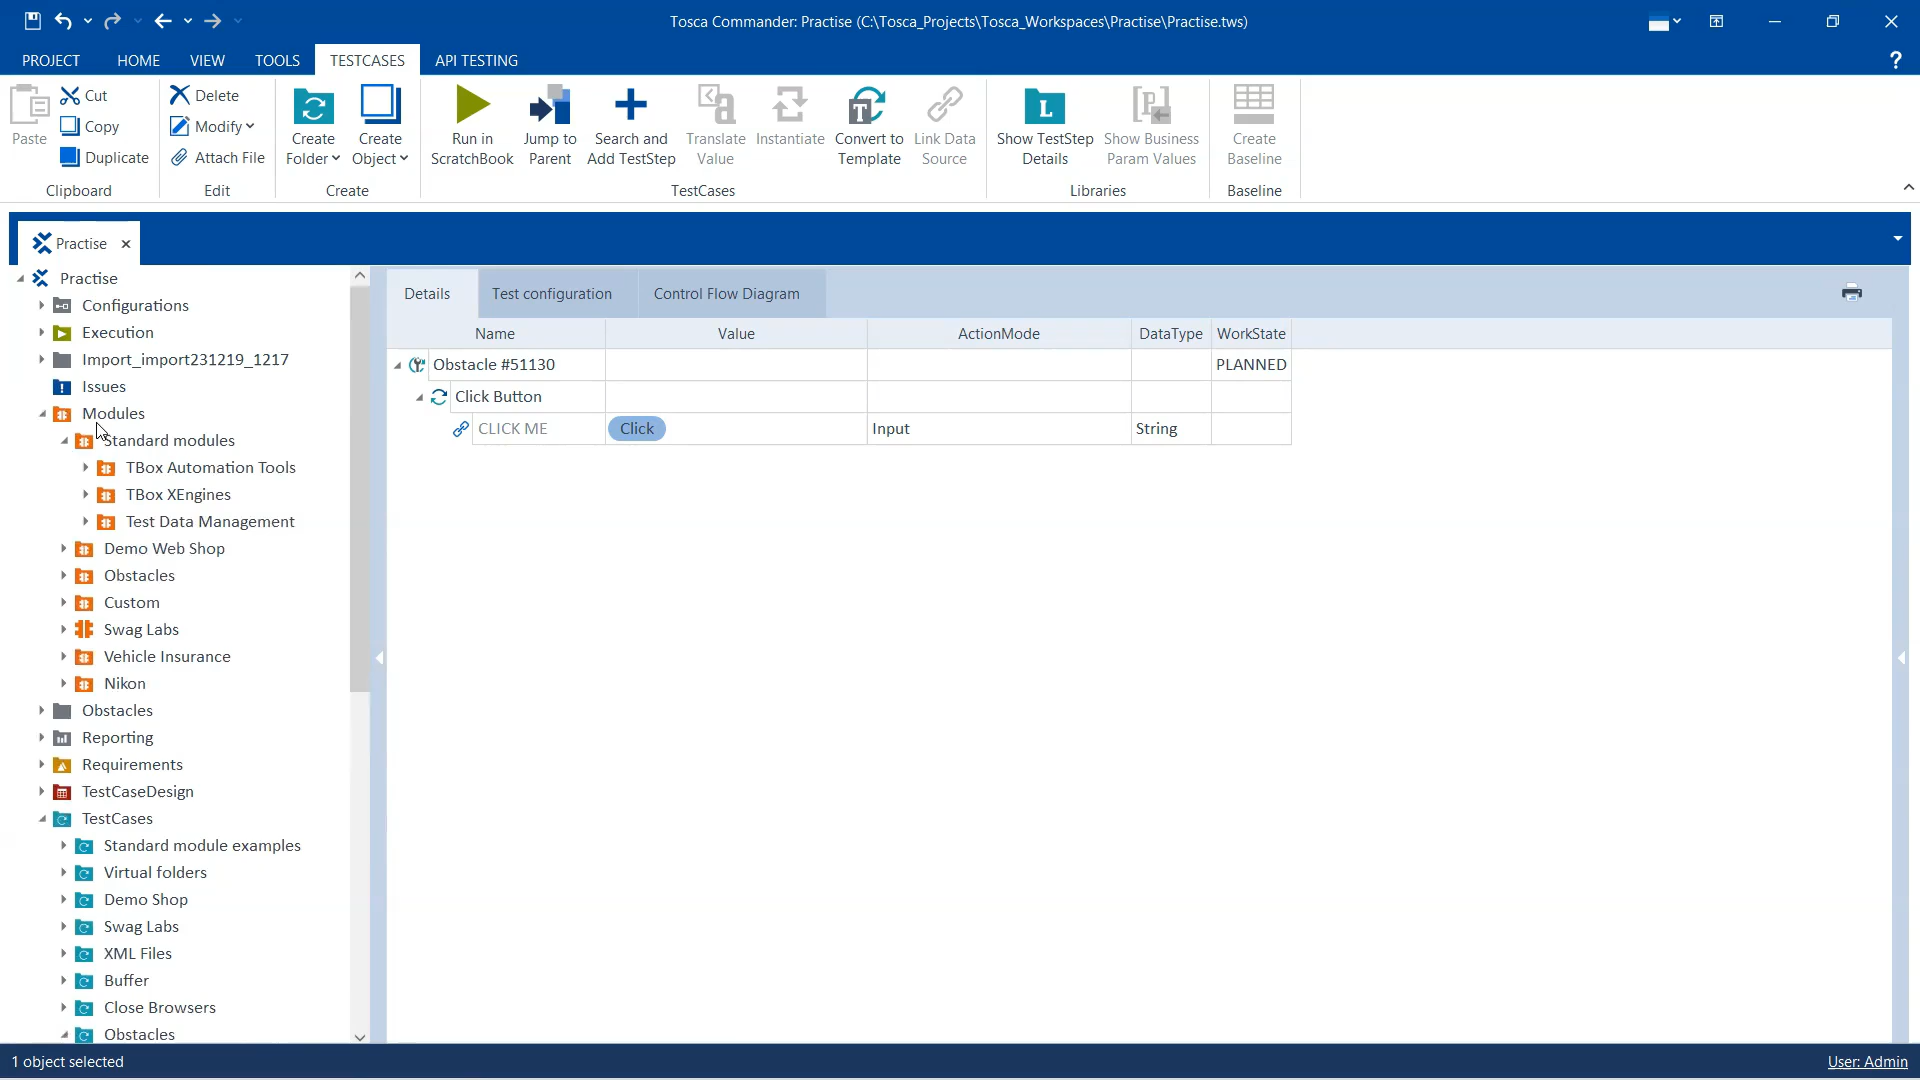 Tosca Commander: Practise (C:\Tosca_Projects\Tosca_Workspaces\Practise\Practise.tws)
PROJECT HOME VIEW TOOLS TESTCASES API TESTING ?
Paste
Cut
Copy
Duplicate
Clipboard
Delete
Modify
Attach File
Edit
Create Folder
Create Object
Create
Run in ScratchBook
Jump to Parent
Search and Add TestStep
Translate Value
Instantiate
Convert to Template
Link Data Source
TestCases
Show TestStep Details
Show Business Param Values
Libraries
Create Baseline
Baseline
Practise
Practise
Configurations
Execution
Import_import231219_1217
Issues
Modules
Standard modules
TBox Automation Tools
TBox XEngines
Test Data Management
Demo Web Shop
Obstacles
Custom
Swag Labs
Vehicle Insurance
Nikon
Obstacles
Reporting
Requirements
TestCaseDesign
TestCases
Standard module examples
Virtual folders
Demo Shop
Swag Labs
XML Files
Buffer
Close Browsers
Obstacles
Details Test configuration Control Flow Diagram
Name Value ActionMode DataType WorkState
Obstacle #51130 PLANNED
Click Button
CLICK ME Click Input String
1 object selected
User: Admin